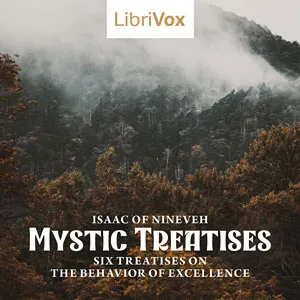 LibriVox
ISAAC OF NINEVEH
MYSTIC TREATISES
SIX TREATISES ON
THE BEHAVIOR OF EXCELLENCE